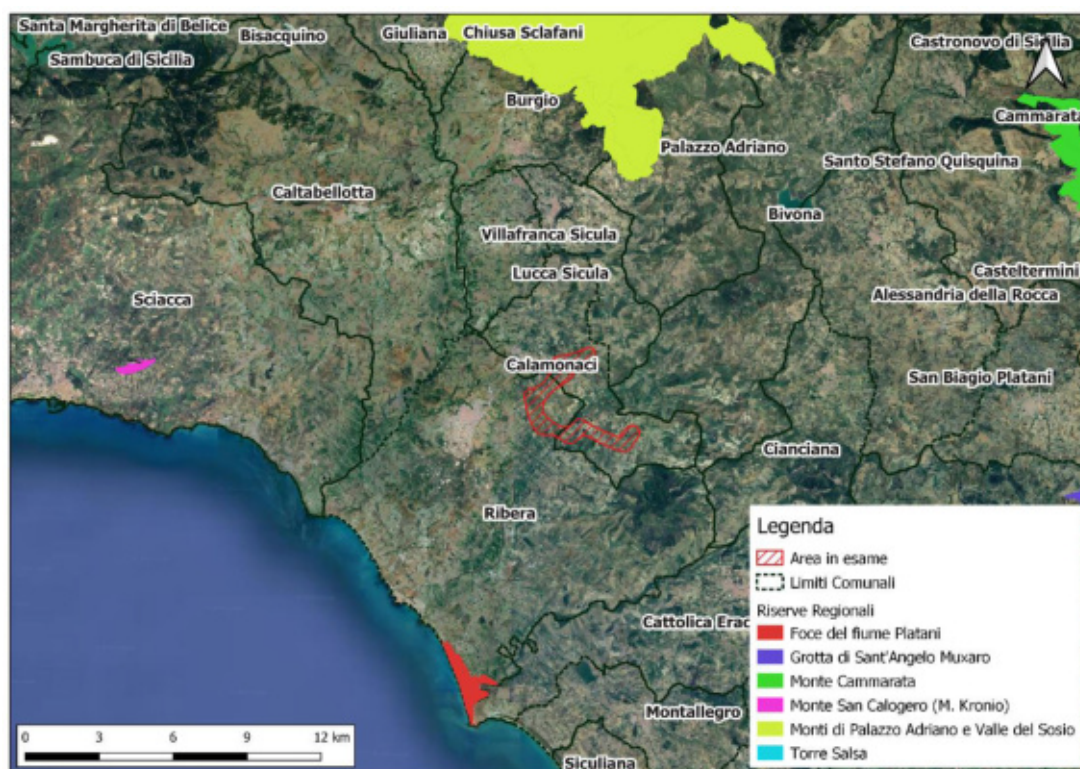 Santa Margherita di Belice
Bisacquino
Giuliana
Chiusa Sclafani
Castronovo di Sicilia
Sambuca di Sicilia
Burgio
Cammarata
Palazzo Adriano
Santo Stefano Quisquina
Caltabellotta
Bivona
Villafranca Sicula
Lucca Sicula
Casteltermini
Alessandria della Rocca
Sciacca
Calamonaci
San Biagio Platani
Cianciana
Ribera
Cattolica Erac
Montallegro
Siculiana
Legenda
Area in esame
Limiti Comunali
Riserve Regionali
Foce del fiume Platani
Grotta di Sant'Angelo Muxaro
Monte Cammarata
Monte San Calogero (M. Kronio)
Monti di Palazzo Adriano e Valle del Sosio
Torre Salsa
0 3 6 9 12 km